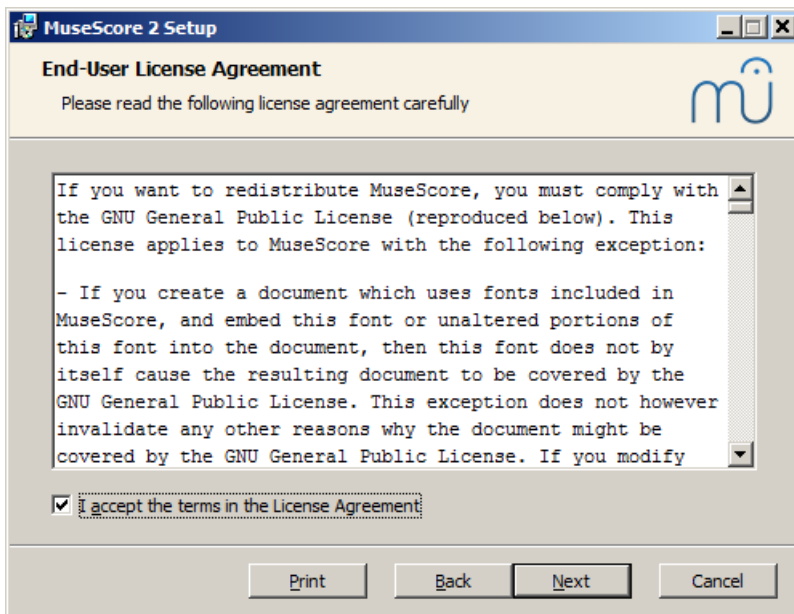 MuseScore 2 Setup
End-User License Agreement
Please read the following license agreement carefully
If you want to redistribute MuseScore, you must comply with
the GNU General Public License (reproduced below). This
license applies to MuseScore with the following exception:
- If you create a document which uses fonts included in
MuseScore, and embed this font or unaltered portions of
this font into the document, then this font does not by
itself cause the resulting document to be covered by the
GNU General Public License. This exception does not however
invalidate any other reasons why the document might be
covered by the GNU General Public License. If you modify
I accept the terms in the License Agreement
Print Back Next Cancel